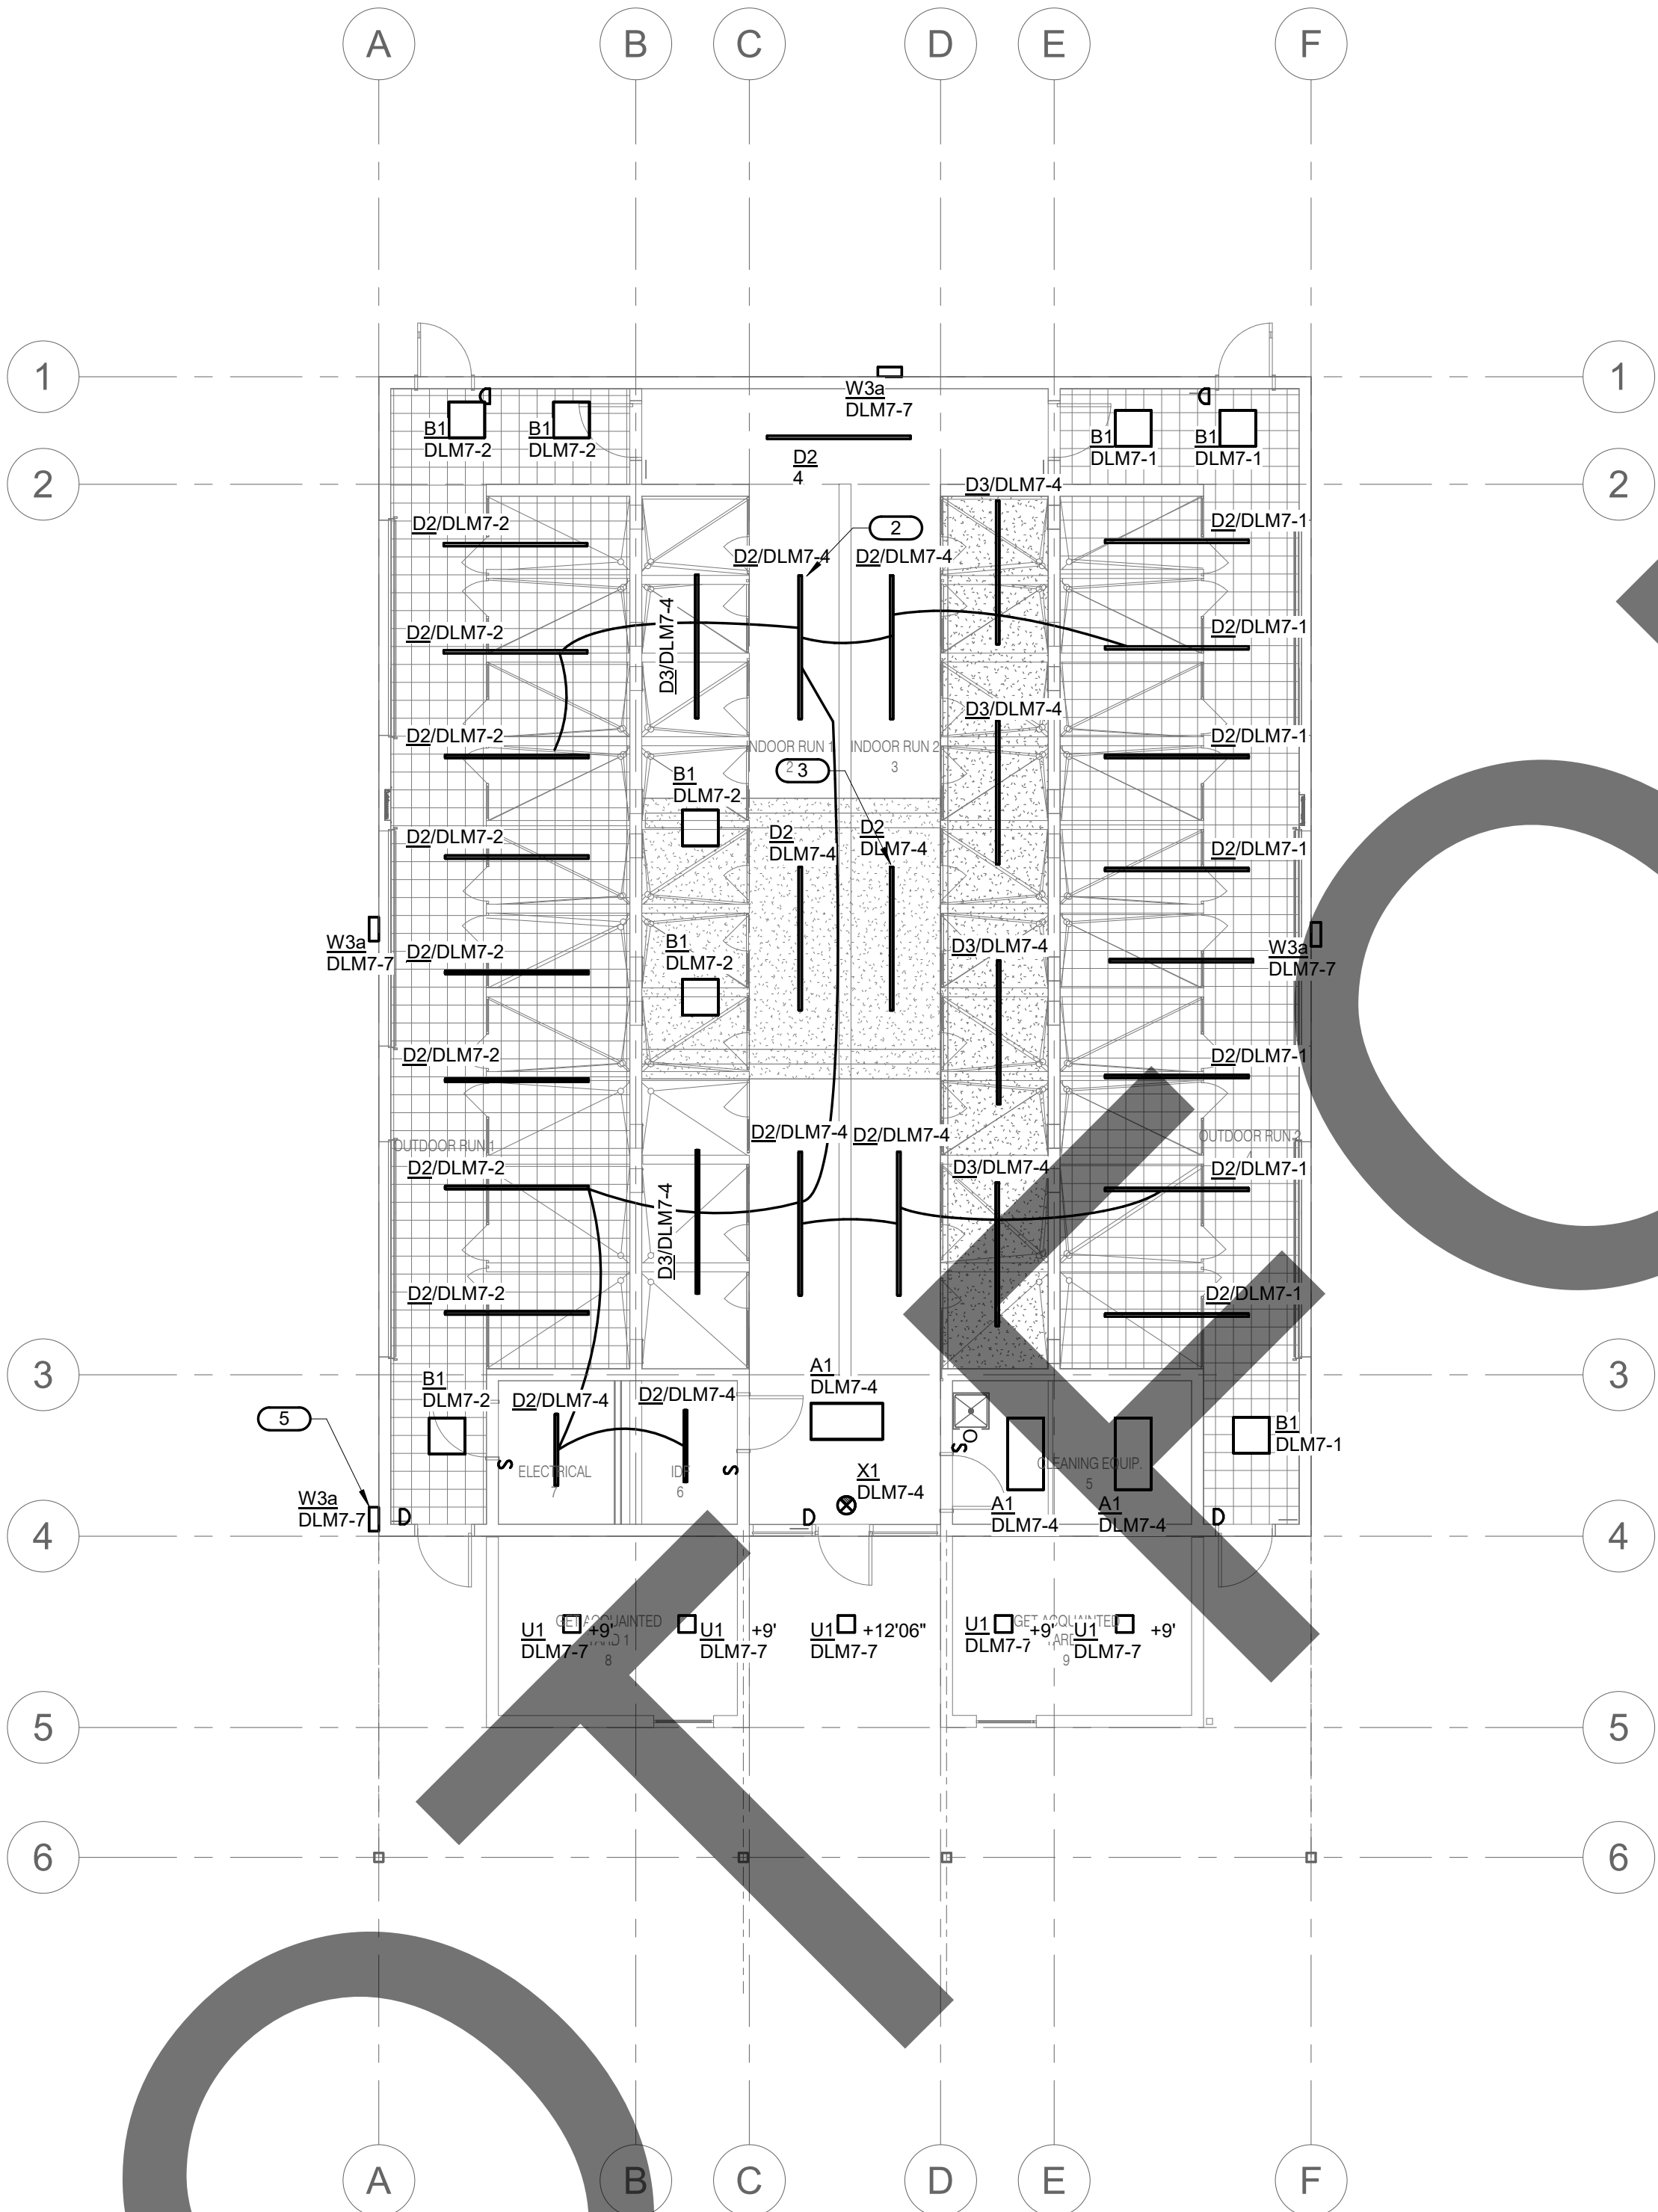 A B C D E F
1 1
W3a
DLM7-7
B1
DLM7-2
B1
DLM7-2
B1
DLM7-1
B1
DLM7-1
D2
4
2 2
D3/DLM7-4
D2/DLM7-2
D2/DLM7-1
2
D2/DLM7-4 D2/DLM7-4
D3/DLM7-4
D2/DLM7-2
D2/DLM7-1
D3/DLM7-4
D2/DLM7-2
D2/DLM7-1
INDOOR RUN 1
2
INDOOR RUN 2
3
3
B1
DLM7-2
D2
DLM7-4
D2
DLM7-4
D2/DLM7-2
D2/DLM7-1
W3a
DLM7-7
D2/DLM7-2
B1
DLM7-2
D3/DLM7-4
W3a
DLM7-7
D2/DLM7-2
D2/DLM7-1
OUTDOOR RUN 1
D2/DLM7-4 D2/DLM7-4
OUTDOOR RUN 2
D2/DLM7-2
D3/DLM7-4
D2/DLM7-1
D3/DLM7-4
D2/DLM7-2
D2/DLM7-1
3 3
A1
DLM7-4
B1
DLM7-2
D2/DLM7-4
D2/DLM7-4
5
B1
DLM7-1
S
ELECTRICAL
7
IDF
6
S
S
O
CLEANING EQUIP.
5
X1
DLM7-4
W3a
DLM7-7
D
D
A1
DLM7-4
A1
DLM7-4
D
4 4
GET ACQUAINTED
YARD 1
8
U1
DLM7-7
+9'
U1
DLM7-7
+9'
U1
DLM7-7
+12'06"
GET ACQUAINTED
YARD
9
U1
DLM7-7
+9'
U1
DLM7-7
+9'
5 5
6 6
A B C D E F